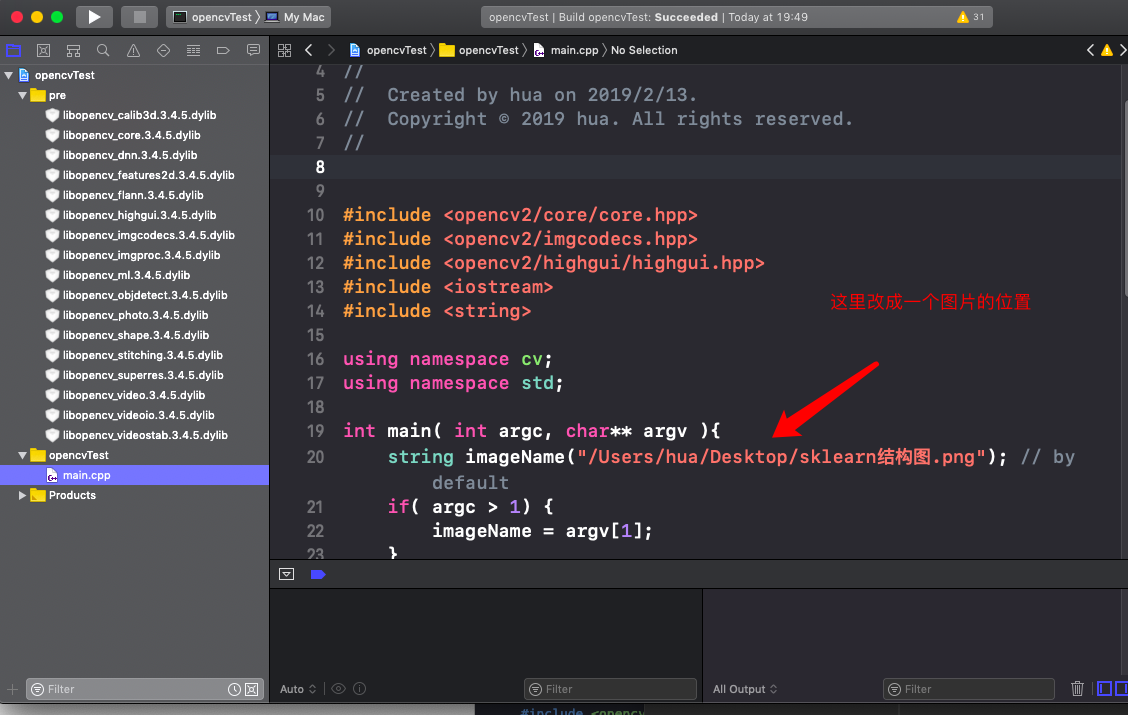 opencvTest 〉 My Mac
opencvTest | Build opencvTest: Succeeded | Today at 19:49
31
opencvTest 〉 opencvTest 〉 main.cpp 〉 No Selection
opencvTest
pre
libopencv_calib3d.3.4.5.dylib
libopencv_core.3.4.5.dylib
libopencv_dnn.3.4.5.dylib
libopencv_features2d.3.4.5.dylib
libopencv_flann.3.4.5.dylib
libopencv_highgui.3.4.5.dylib
libopencv_imgcodecs.3.4.5.dylib
libopencv_imgproc.3.4.5.dylib
libopencv_ml.3.4.5.dylib
libopencv_objdetect.3.4.5.dylib
libopencv_photo.3.4.5.dylib
libopencv_shape.3.4.5.dylib
libopencv_stitching.3.4.5.dylib
libopencv_superres.3.4.5.dylib
libopencv_video.3.4.5.dylib
libopencv_videoio.3.4.5.dylib
libopencv_videostab.3.4.5.dylib
opencvTest
main.cpp
Products
Filter
4 //
5 //  Created by hua on 2019/2/13.
6 //  Copyright © 2019 hua. All rights reserved.
7 //
8
9
10 #include <opencv2/core/core.hpp>
11 #include <opencv2/imgcodecs.hpp>
12 #include <opencv2/highgui/highgui.hpp>
13 #include <iostream>
14 #include <string>
这里改成一个图片的位置
15
16 using namespace cv;
17 using namespace std;
18
19 int main( int argc, char** argv ){
20     string imageName("/Users/hua/Desktop/sklearn结构图.png"); // by
default
21     if( argc > 1) {
22         imageName = argv[1];
23     }
Auto
Filter
All Output
Filter
#include <opencv